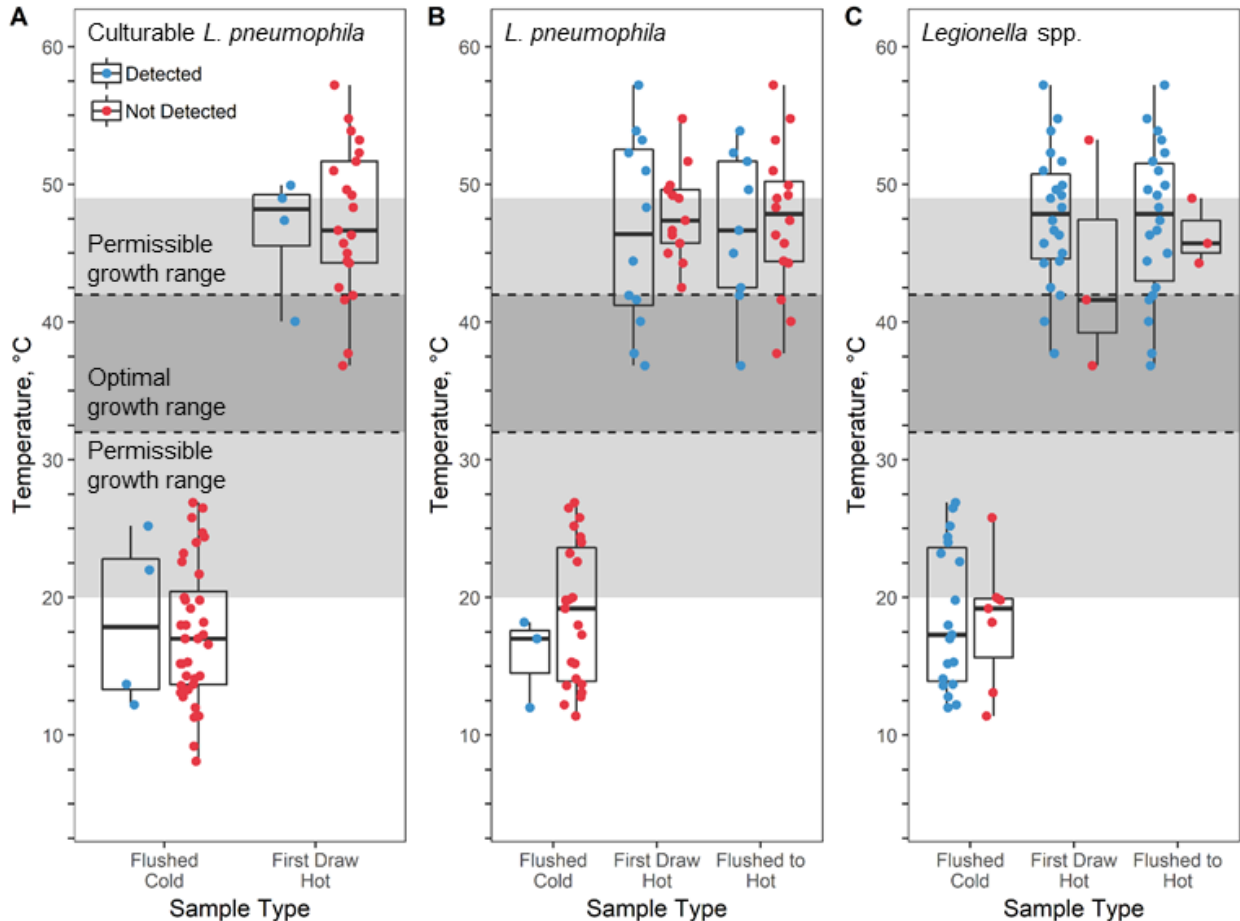 A
Culturable L. pneumophila
Detected
Not Detected
60
50
40
30
20
10
Temperature, °C
Permissible
growth range
Optimal
growth range
Permissible
growth range
Flushed
Cold
First Draw
Hot
Sample Type
B
L. pneumophila
60
50
40
30
20
10
Temperature, °C
Flushed
Cold
First Draw
Hot
Flushed to
Hot
Sample Type
C
Legionella spp.
60
50
40
30
20
10
Temperature, °C
Flushed
Cold
First Draw
Hot
Flushed to
Hot
Sample Type